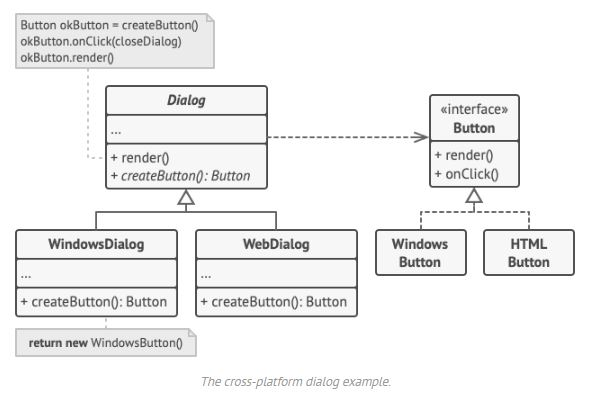 Button okButton = createButton()
okButton.onClick(closeDialog)
okButton.render()
Dialog
...
+ render()
+ createButton(): Button
«interface»
Button
+ render()
+ onClick()
WindowsDialog
...
+ createButton(): Button
WebDialog
...
+ createButton(): Button
Windows
Button
HTML
Button
return new WindowsButton()
The cross-platform dialog example.